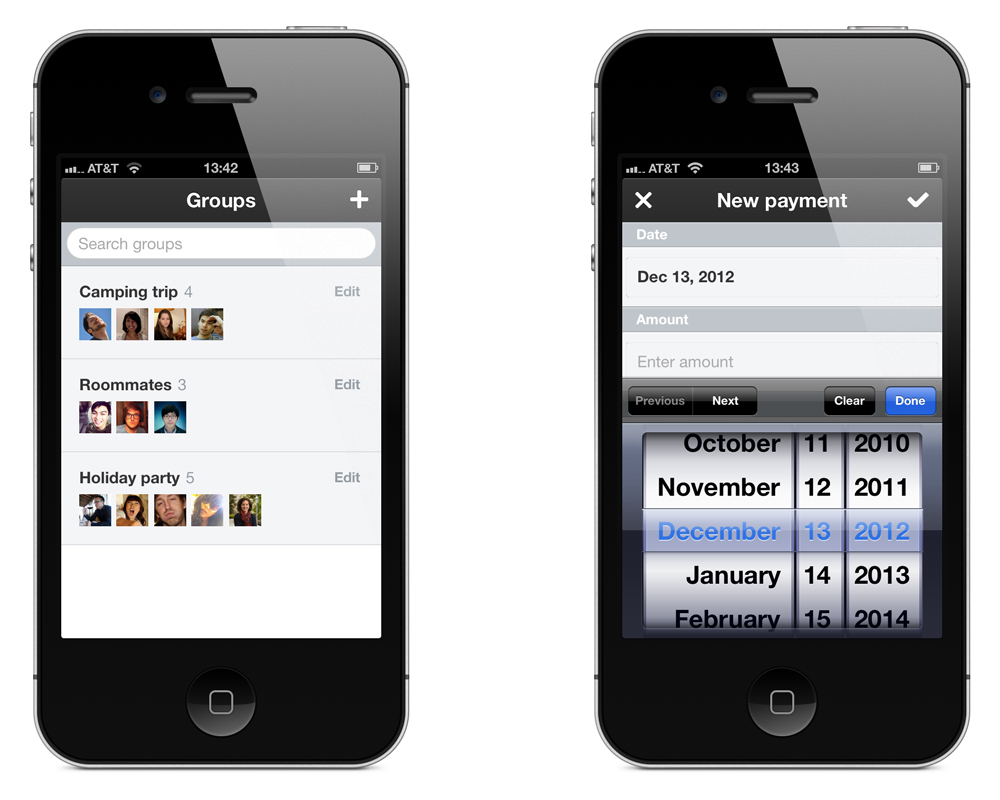 AT&T 13:42
Groups
Search groups
Camping trip 4 Edit
Roommates 3 Edit
Holiday party 5 Edit
AT&T 13:43
New payment
Date
Dec 13, 2012
Amount
Enter amount
Previous Next Clear Done
October 11 2010
November 12 2011
December 13 2012
January 14 2013
February 15 2014